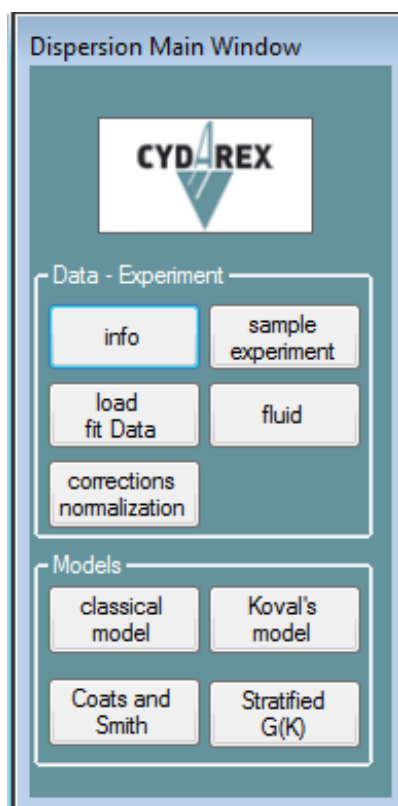 Dispersion Main Window
CYDAREX
Data - Experiment
info
sample
experiment
load
fit Data
fluid
corrections
normalization
Models
classical
model
Koval's
model
Coats and
Smith
Stratified
G(K)